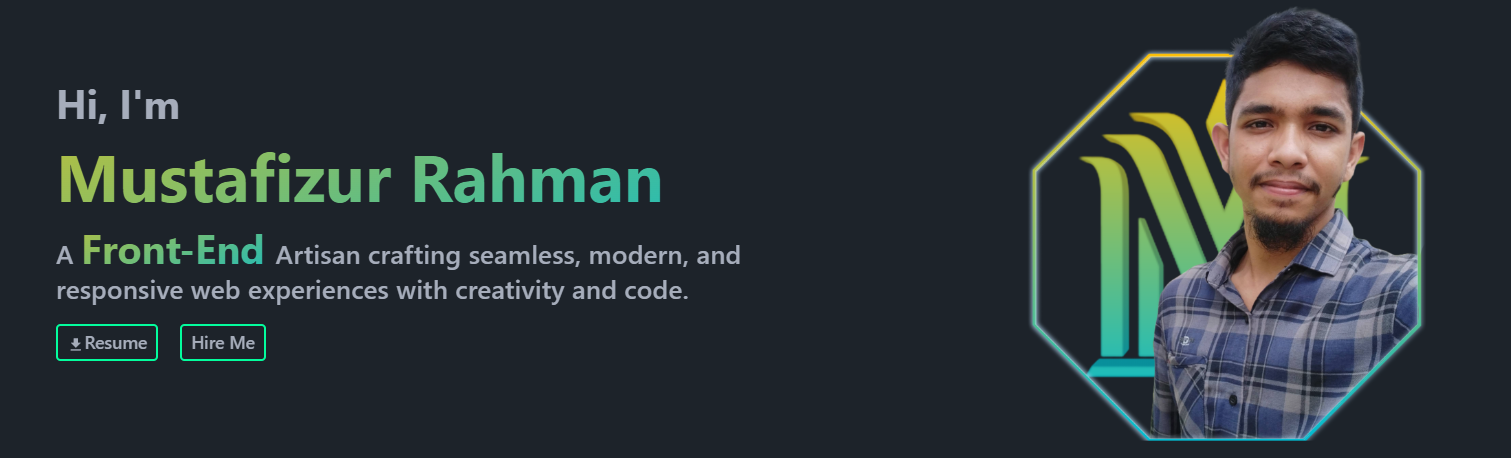 Hi, I'm
Mustafizur Rahman
A Front-End Artisan crafting seamless, modern, and
responsive web experiences with creativity and code.
Resume
Hire Me